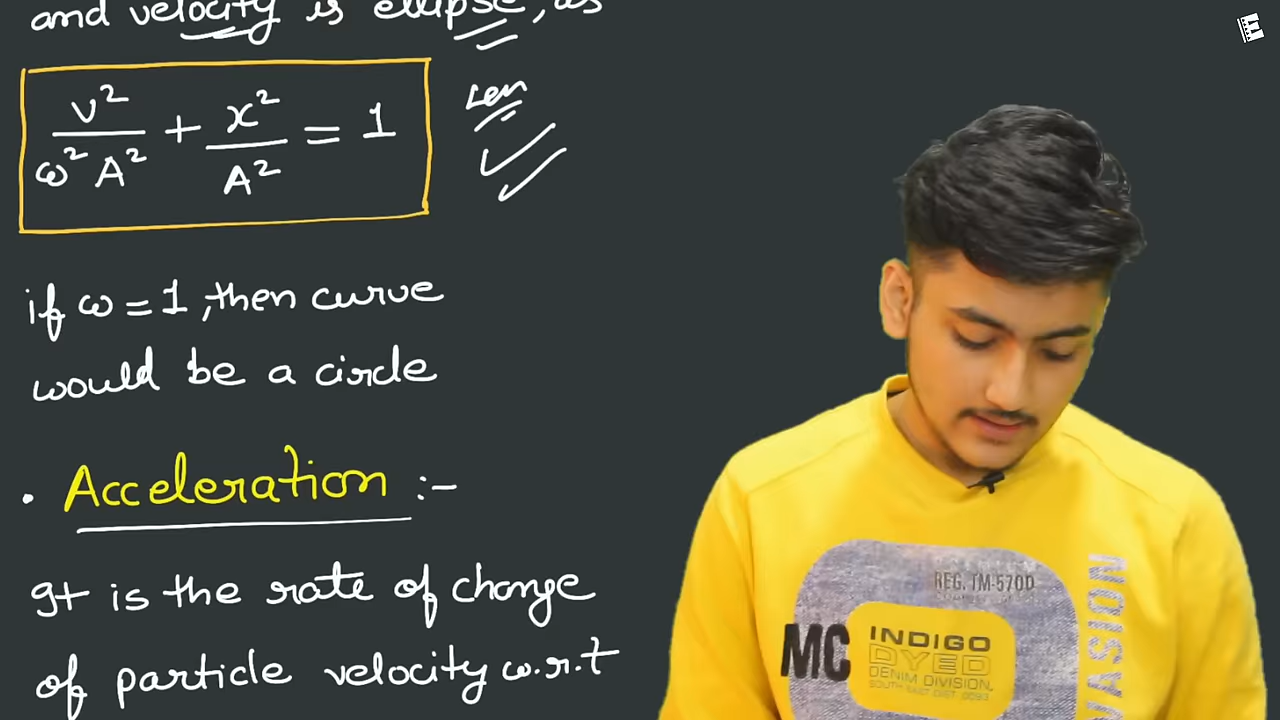 and velocity is ellipse, as
v²/ω²A² + x²/A² = 1
if ω = 1, then curve
would be a circle
• Acceleration :-
It is the rate of change
of particle velocity w.r.t
REG. TM-570D
MC INDIGO
DYED
DENIM DIVISION.